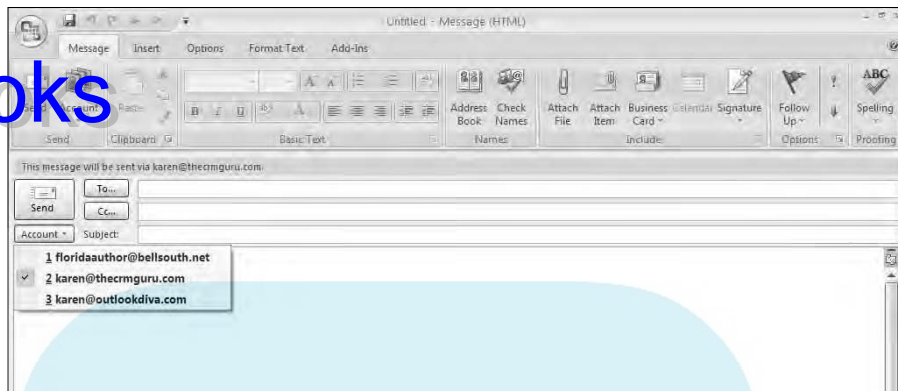 Untitled - Message (HTML)
Message Insert Options Format Text Add-Ins
oks
Account Paste Address Book Check Names Attach File Attach Item Business Card Calendar Signature Follow Up ABC Spelling
B I U ab A
Send Clipboard Basic Text Names Include Options Proofing
This message will be sent via karen@thecrmguru.com.
Send To...
Cc...
Account Subject:
1 floridaauthor@bellsouth.net
2 karen@thecrmguru.com
3 karen@outlookdiva.com